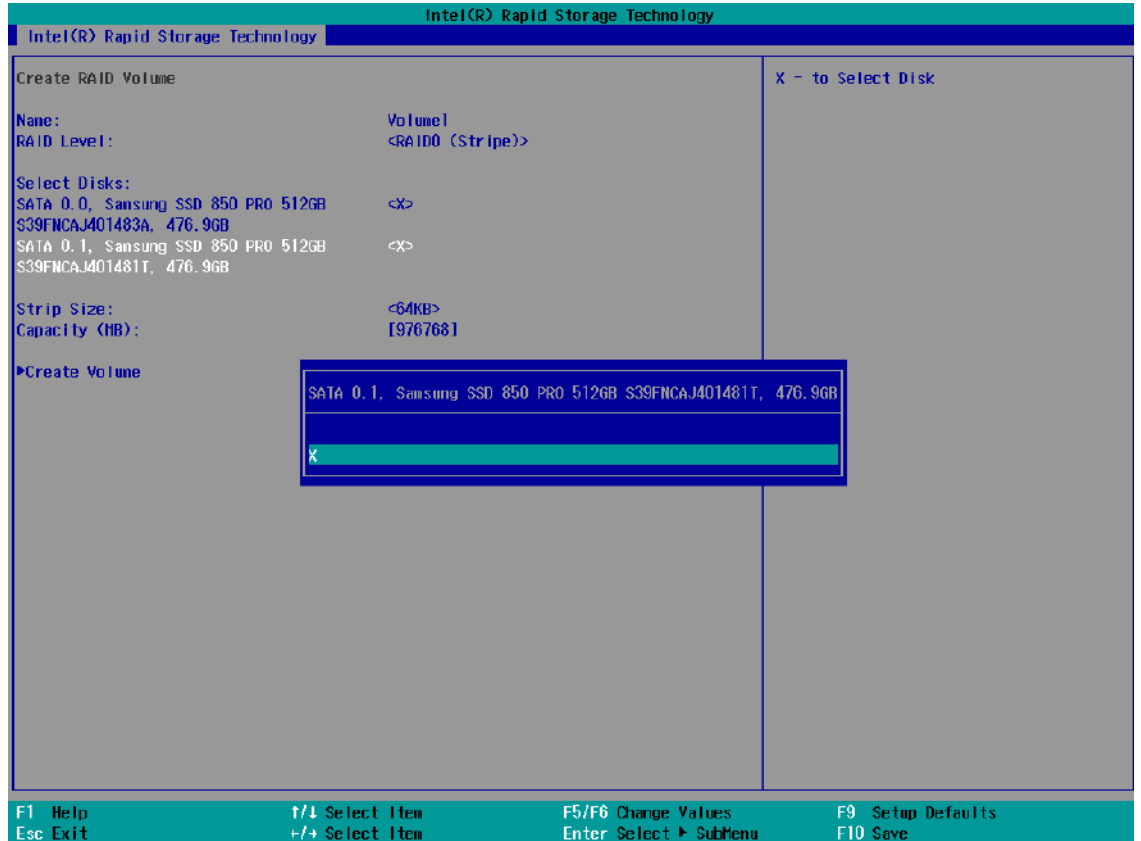 Intel(R) Rapid Storage Technology
Intel(R) Rapid Storage Technology
Create RAID Volume
X - to Select Disk
Name: Volume1
RAID Level: <RAID0 (Stripe)>
Select Disks:
SATA 0.0, Samsung SSD 850 PRO 512GB <X>
S39FNCAJ401483A, 476.9GB
SATA 0.1, Samsung SSD 850 PRO 512GB <X>
S39FNCAJ401481T, 476.9GB
Strip Size: <64KB>
Capacity (MB): [976768]
▶Create Volume
SATA 0.1, Samsung SSD 850 PRO 512GB S39FNCAJ401481T, 476.9GB
X
F1 Help ↑/↓ Select Item F5/F6 Change Values F9 Setup Defaults
Esc Exit ←/→ Select Item Enter Select ▶ SubMenu F10 Save